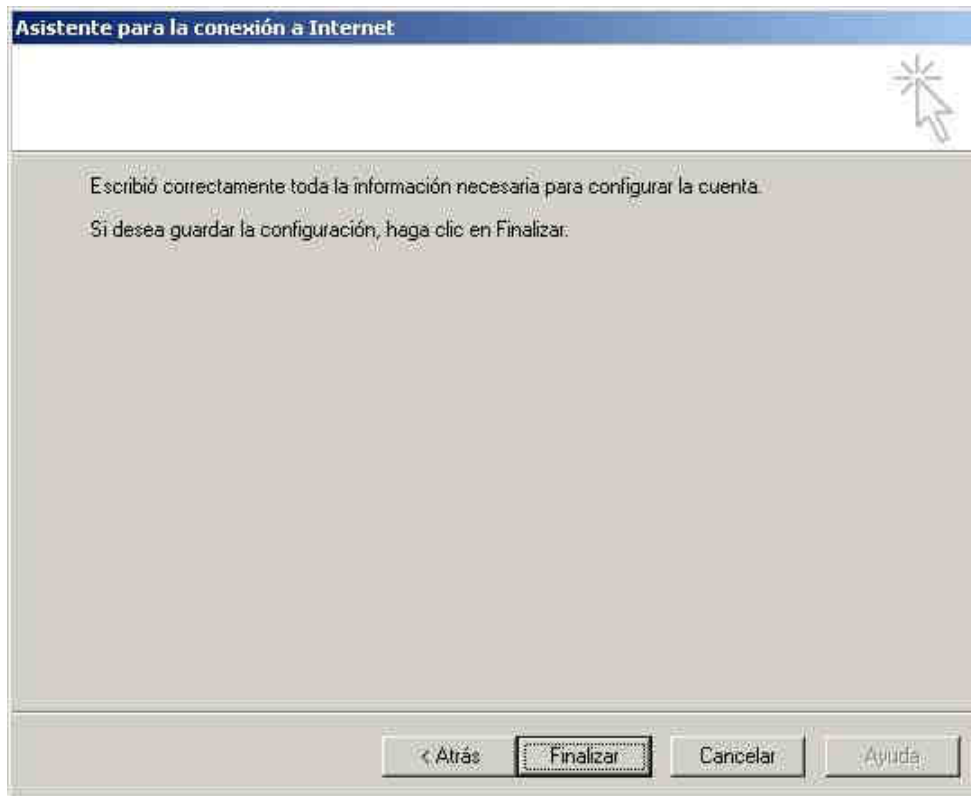 Asistente para la conexión a Internet
Escribió correctamente toda la información necesaria para configurar la cuenta.
Si desea guardar la configuración, haga clic en Finalizar.
< Atrás
Finalizar
Cancelar
Ayuda